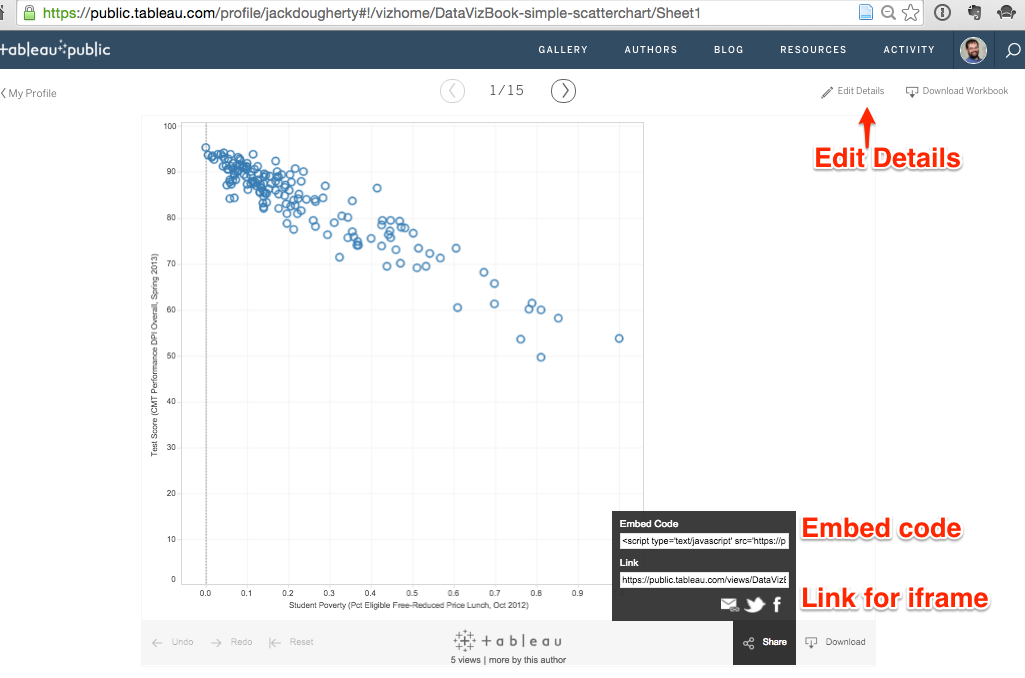 https://public.tableau.com/profile/jackdougherty#!/vizhome/DataVizBook-simple-scatterchart/Sheet1
+ableau public
GALLERY AUTHORS BLOG RESOURCES ACTIVITY
My Profile
1/15
Edit Details Download Workbook
Edit Details
100
90
80
70
60
50
40
30
20
10
0
Test Score (CMT Performance DPI Overall, Spring 2013)
0.0 0.1 0.2 0.3 0.4 0.5 0.6 0.7 0.8 0.9
Student Poverty (Pct Eligible Free-Reduced Price Lunch, Oct 2012)
Embed Code
<script type='text/javascript' src='https://p
Embed code
Link
https://public.tableau.com/views/DataVizB
Link for iframe
Undo Redo Reset
+ableau
Share Download
5 views | more by this author